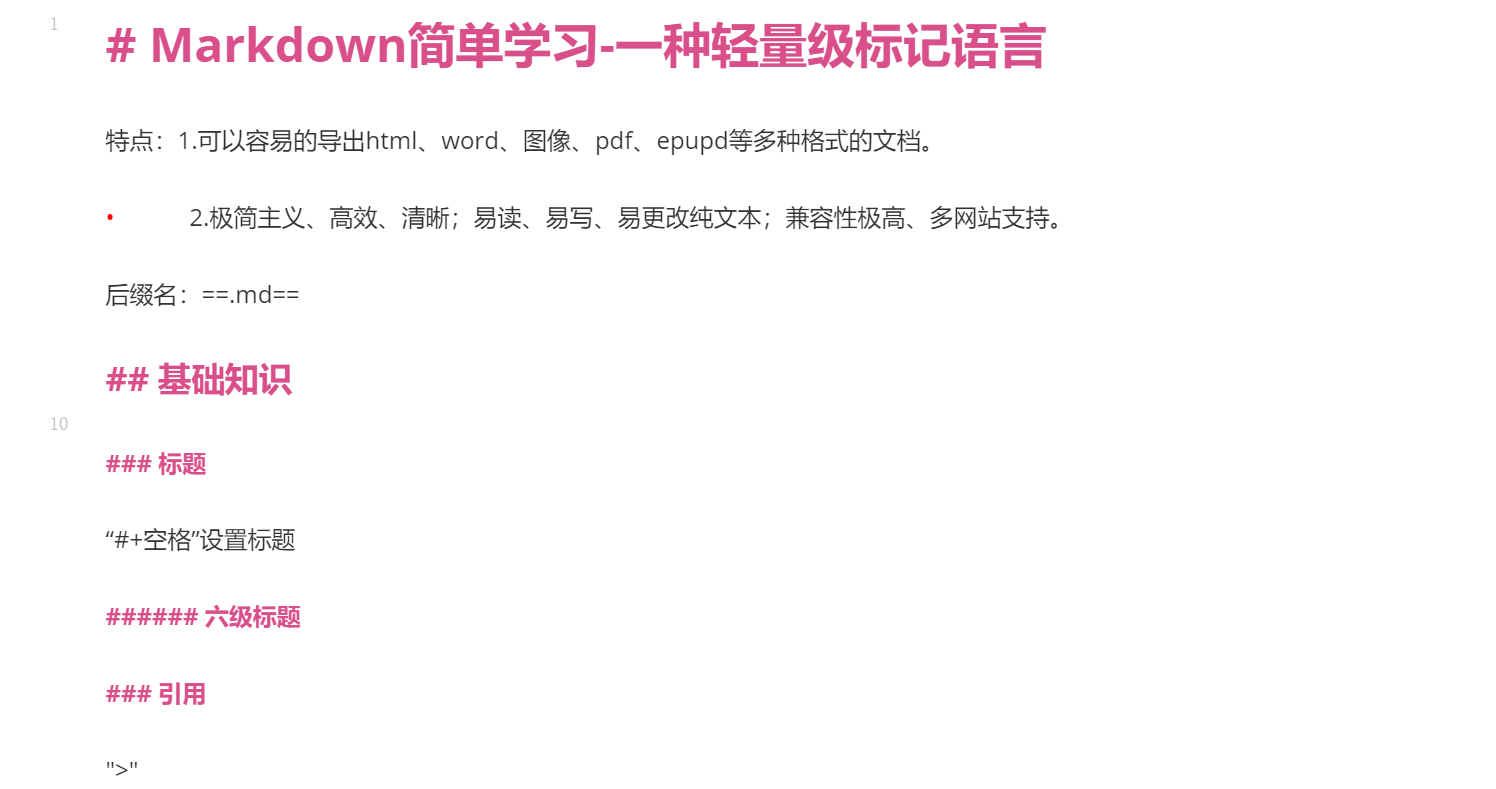 1
# Markdown简单学习-一种轻量级标记语言
特点：1.可以容易的导出html、word、图像、pdf、epupd等多种格式的文档。
• 2.极简主义、高效、清晰；易读、易写、易更改纯文本；兼容性极高、多网站支持。
后缀名：==.md==
## 基础知识
10
### 标题
“#+空格”设置标题
###### 六级标题
### 引用
">"